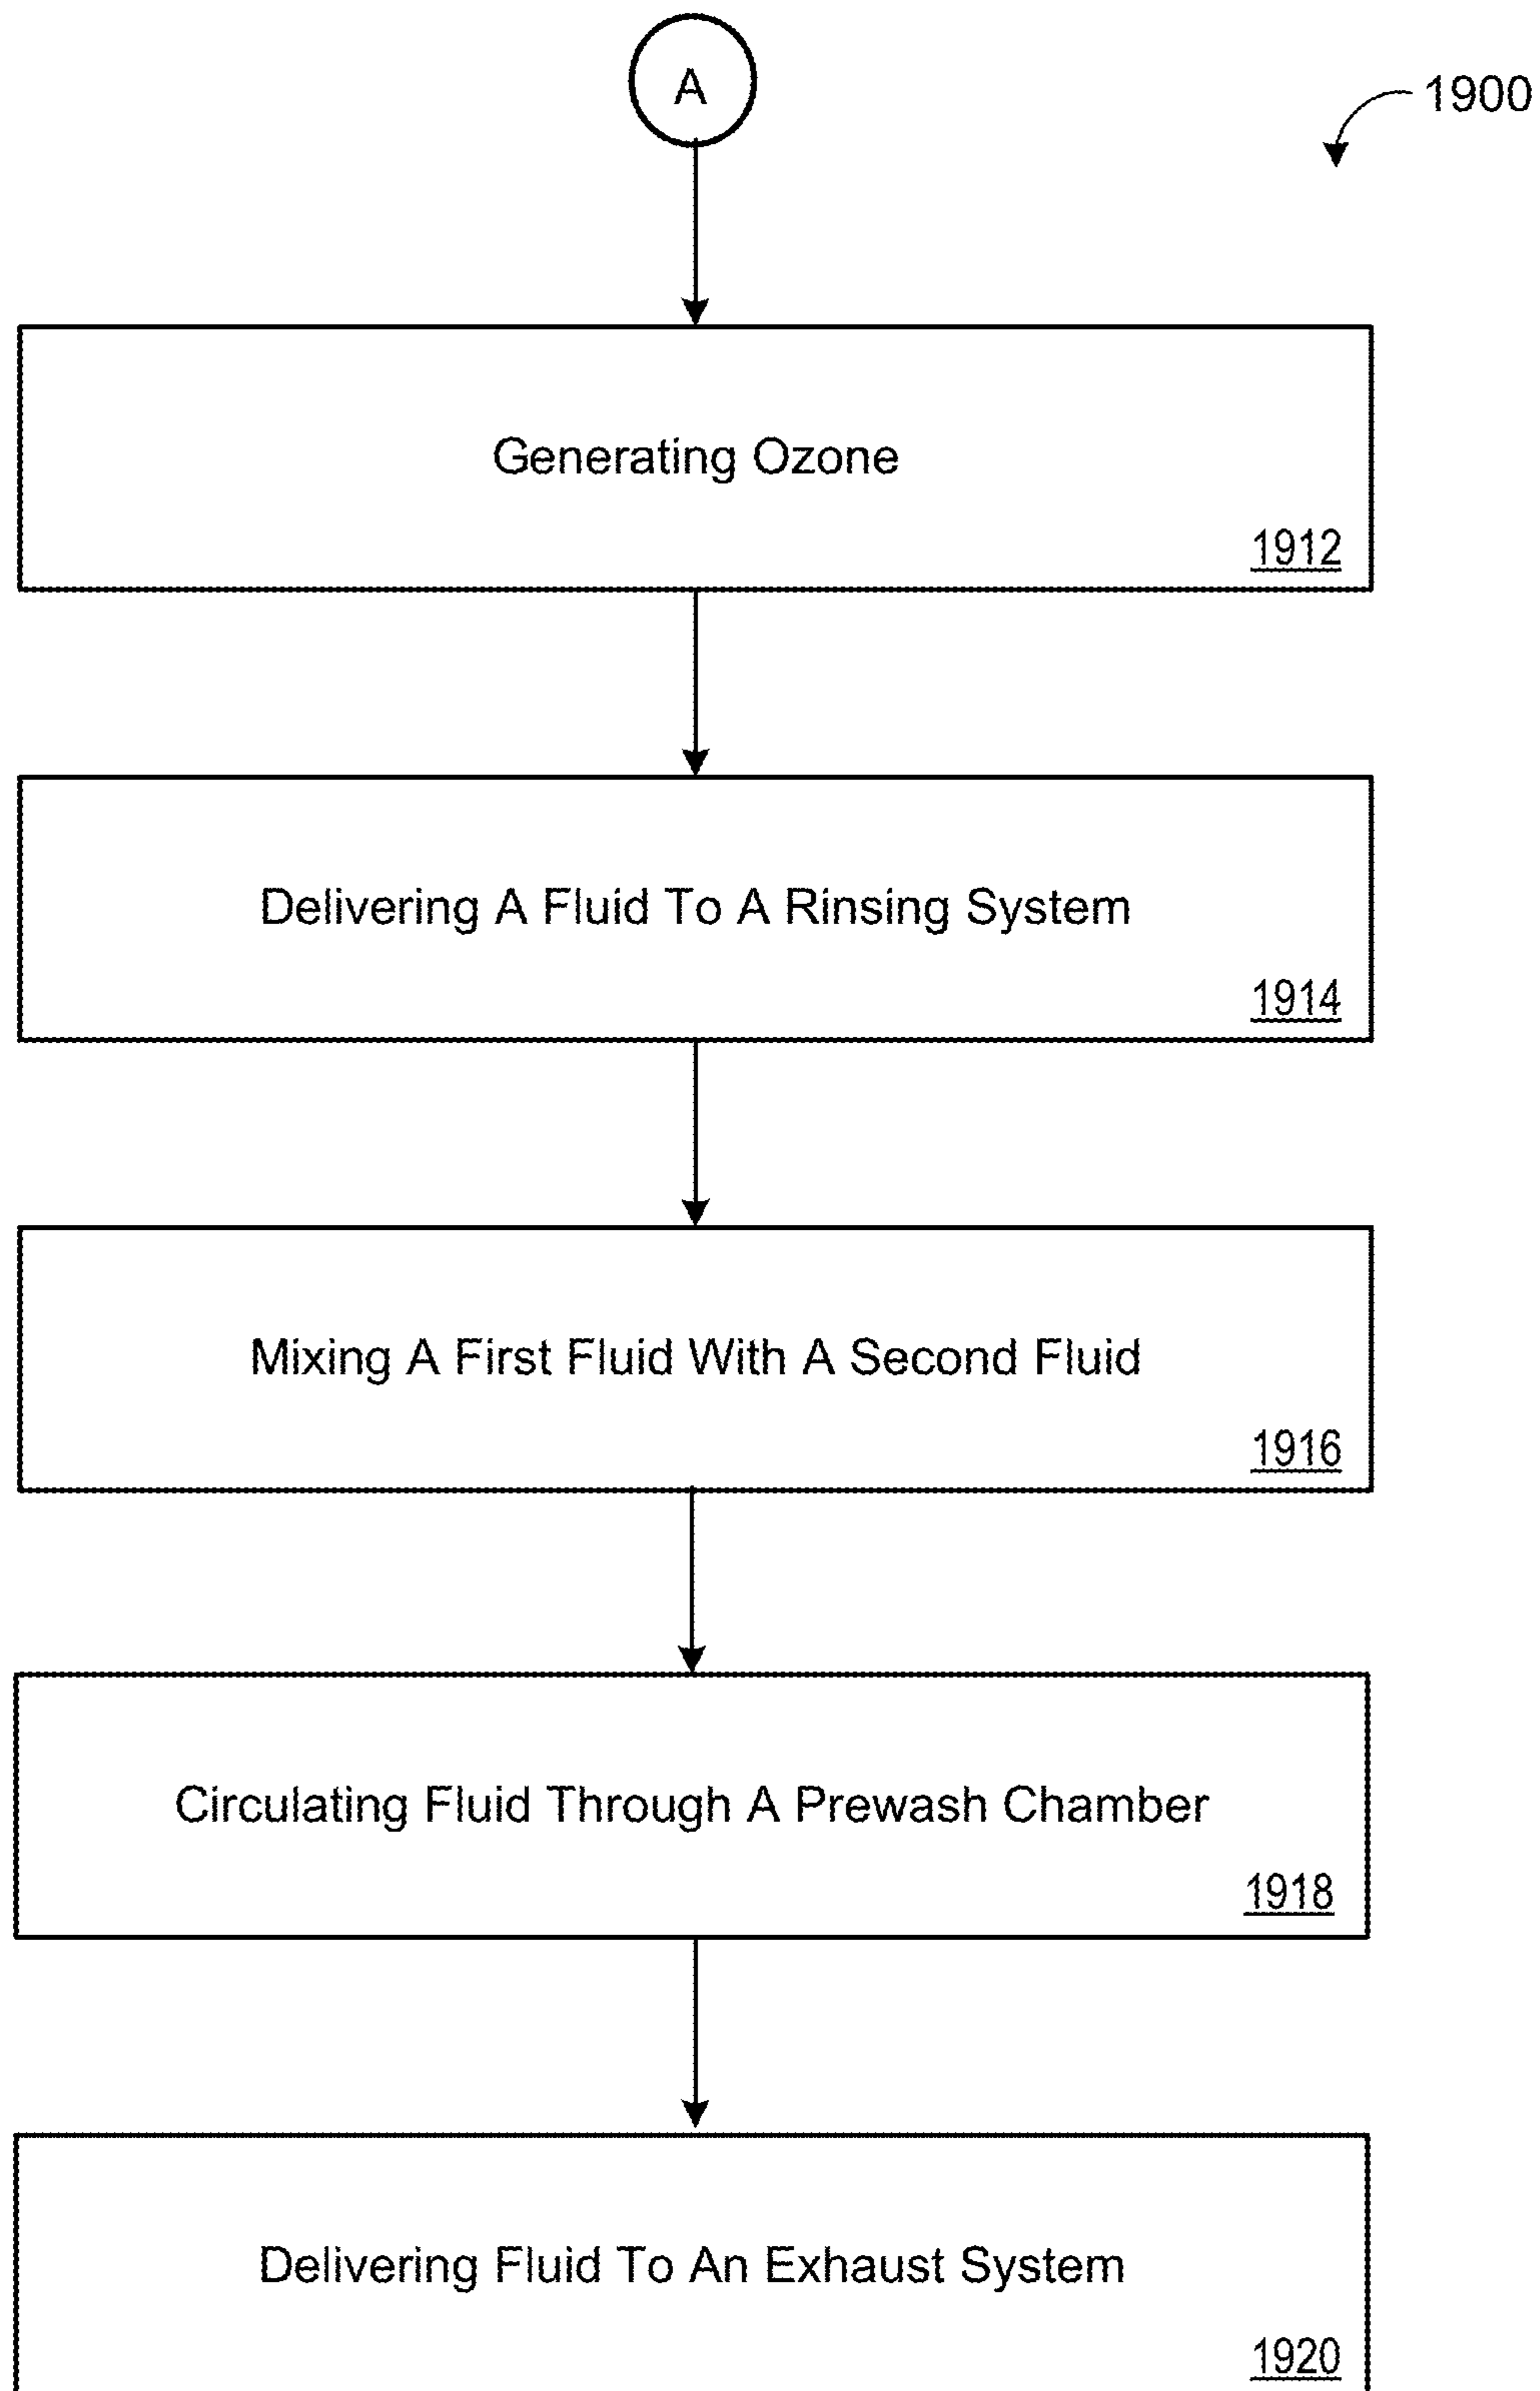 A
1900
Generating Ozone
1912
Delivering A Fluid To A Rinsing System
1914
Mixing A First Fluid With A Second Fluid
1916
Circulating Fluid Through A Prewash Chamber
1918
Delivering Fluid To An Exhaust System
1920